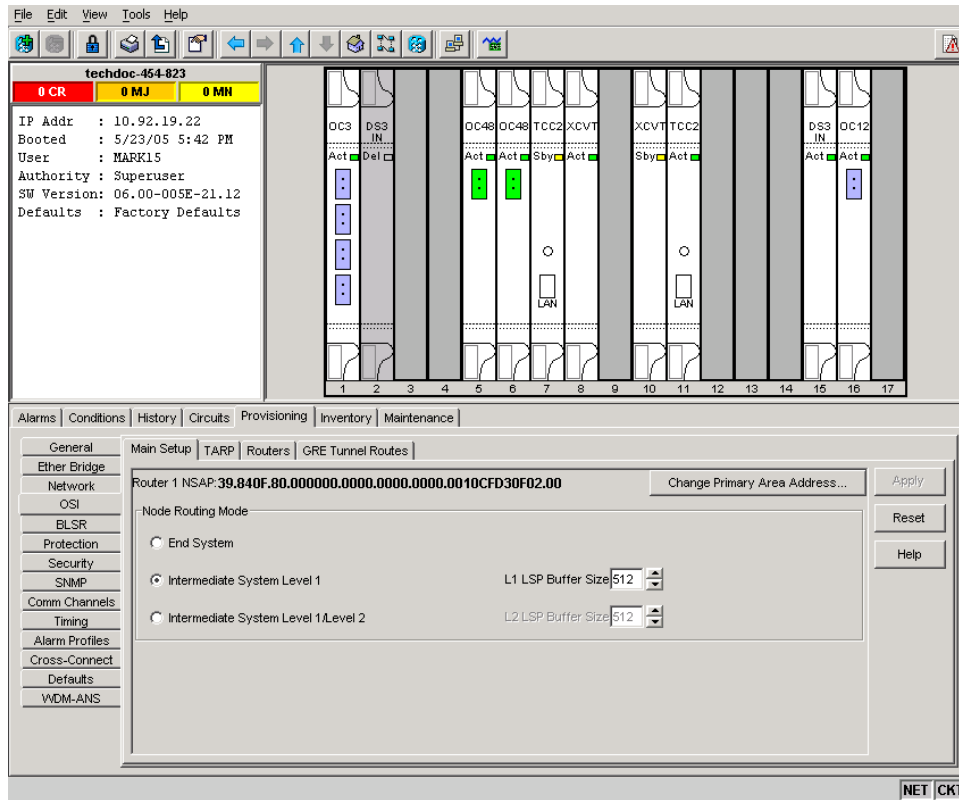 File Edit View Tools Help
techdoc-454-823
0 CR 0 MJ 0 MN
IP Addr : 10.92.19.22
Booted : 5/23/05 5:42 PM
User : MARK15
Authority : Superuser
SW Version: 06.00-005E-21.12
Defaults : Factory Defaults
OC3 DS3 IN OC48 OC48 TCC2 XCVT XCVT TCC2 DS3 IN OC12
Act Del Act Act Sby Act Sby Act Act Act
LAN LAN
1 2 3 4 5 6 7 8 9 10 11 12 13 14 15 16 17
Alarms Conditions History Circuits Provisioning Inventory Maintenance
General
Ether Bridge
Network
OSI
BLSR
Protection
Security
SNMP
Comm Channels
Timing
Alarm Profiles
Cross-Connect
Defaults
WDM-ANS
Main Setup TARP Routers GRE Tunnel Routes
Router 1 NSAP:39.840F.80.000000.0000.0000.0000.0010CFD30F02.00 Change Primary Area Address...
Node Routing Mode
End System
Intermediate System Level 1 L1 LSP Buffer Size 512
Intermediate System Level 1/Level 2 L2 LSP Buffer Size 512
Apply
Reset
Help
NET CKT